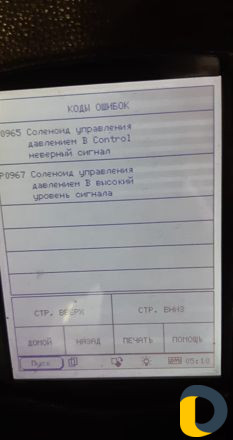 КОДЫ ОШИБОК
P0965 Соленоид управления
давлением B Control
неверный сигнал
P0967 Соленоид управления
давлением B высокий
уровень сигнала
СТР. ВВЕРХ
СТР. ВНИЗ
ДОМОЙ
НАЗАД
ПЕЧАТЬ
ПОМОЩЬ
Пуск
05:10